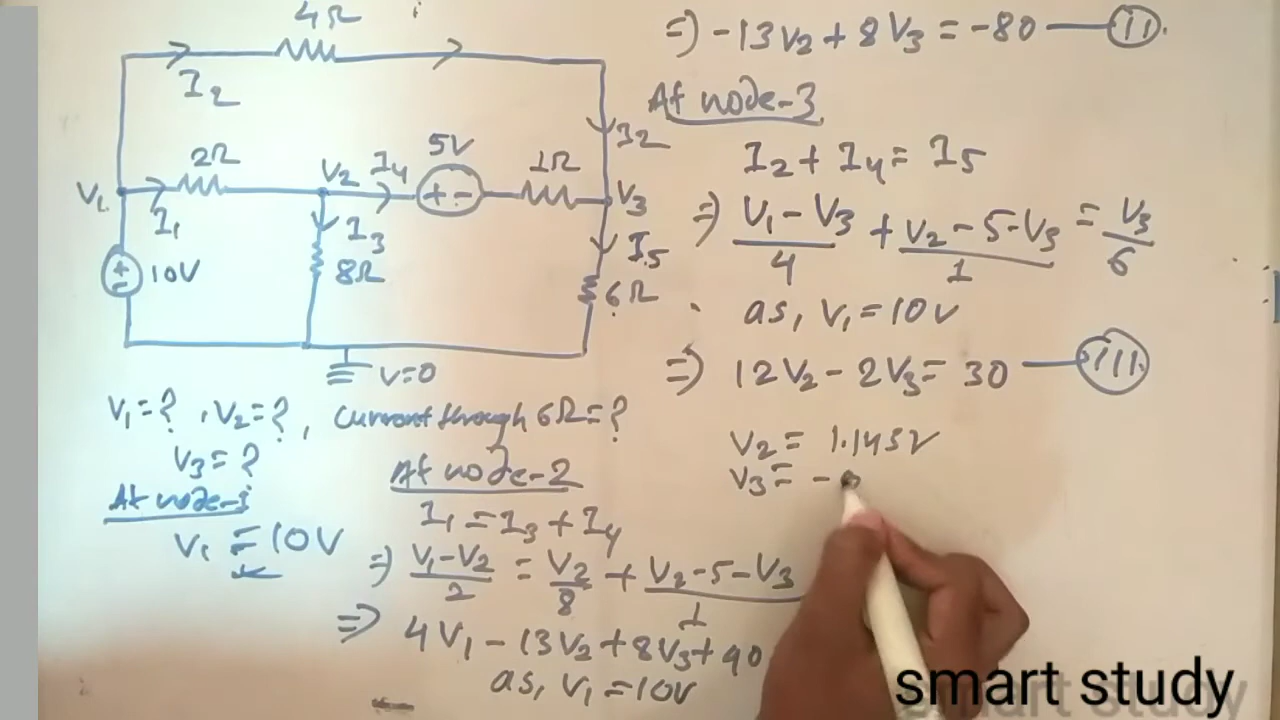 4Ω
I2
I2
2Ω
V2
I4
5V
1Ω
V1
I1
I3
V3
I5
10V
8Ω
6Ω
V=0
V1=? , V2=? , Current through 6Ω=?
V3=?
At node-1
V1 = 10V
At node-2
I1 = I3 + I4
=) V1-V2/2 = V2/8 + V2-5-V3/1
=> 4V1 - 13V2 + 8V3 + 40
as, V1 = 10V
=) -13V2 + 8V3 = -80 — (II).
At node-3
I2 + I4 = I5
=) V1-V3/4 + V2-5-V3/1 = V3/6
as, V1 = 10V
=) 12V2 - 2V3 = 30 — (III.)
V2 = 1.143V
V3 = -
smart study